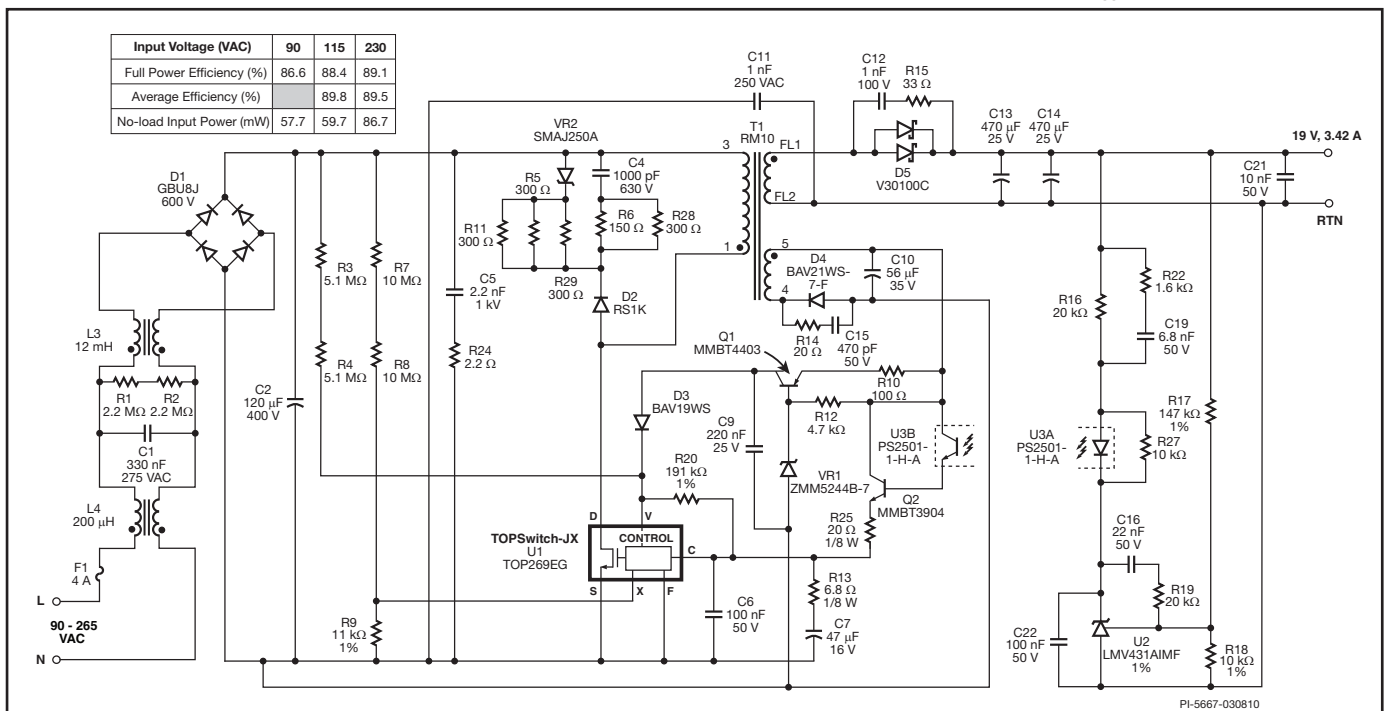 Input Voltage (VAC) 90 115 230
Full Power Efficiency (%) 86.6 88.4 89.1
Average Efficiency (%) 89.8 89.5
No-load Input Power (mW) 57.7 59.7 86.7
C11
1 nF
250 VAC
C12
1 nF
100 V
R15
33 Ω
VR2
SMAJ250A
T1
RM10
C13
470 µF
25 V
C14
470 µF
25 V
19 V, 3.42 A
3
FL1
D1
GBU8J
600 V
C4
1000 pF
630 V
D5
V30100C
C21
10 nF
50 V
R5
300 Ω
FL2
RTN
R11
300 Ω
R6
150 Ω
R28
300 Ω
1
5
R3
5.1 MΩ
R7
10 MΩ
C5
2.2 nF
1 kV
R29
300 Ω
D4
BAV21WS-
7-F
C10
56 µF
35 V
4
R22
1.6 kΩ
R16
20 kΩ
D2
RS1K
R14
20 Ω
C15
470 pF
50 V
C19
6.8 nF
50 V
L3
12 mH
Q1
MMBT4403
R4
5.1 MΩ
R8
10 MΩ
R24
2.2 Ω
R10
100 Ω
R1
2.2 MΩ
R2
2.2 MΩ
C2
120 µF
400 V
D3
BAV19WS
R12
4.7 kΩ
R17
147 kΩ
1%
C9
220 nF
25 V
U3B
PS2501-
1-H-A
U3A
PS2501-
1-H-A
R27
10 kΩ
C1
330 nF
275 VAC
R20
191 kΩ
1%
VR1
ZMM5244B-7
Q2
MMBT3904
L4
200 µH
D
V
R25
20 Ω
1/8 W
C16
22 nF
50 V
TOPSwitch-JX
U1
TOP269EG
CONTROL
C
F1
4 A
S
X
F
R13
6.8 Ω
1/8 W
R19
20 kΩ
L
90 - 265
VAC
N
R9
11 kΩ
1%
C6
100 nF
50 V
C7
47 µF
16 V
C22
100 nF
50 V
U2
LMV431AIMF
1%
R18
10 kΩ
1%
PI-5667-030810